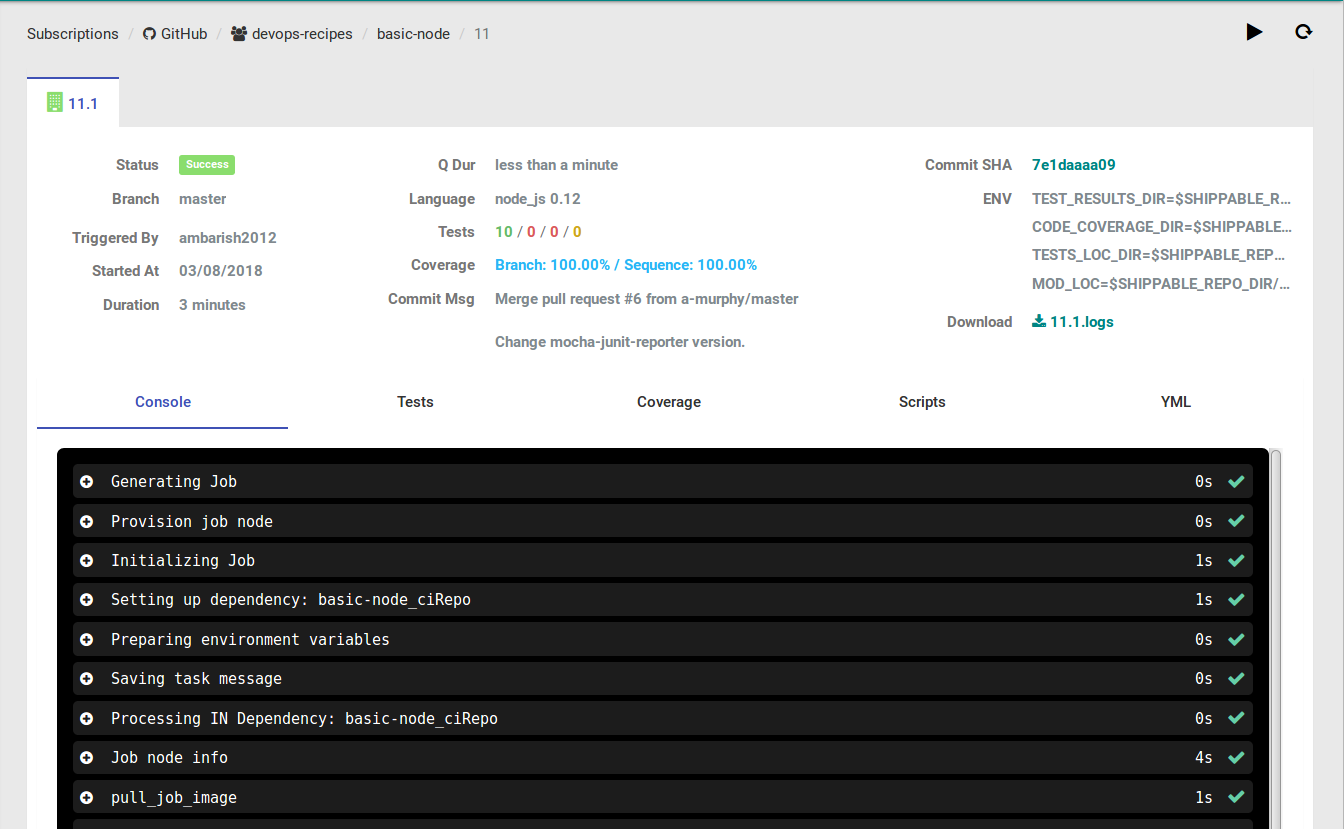 Subscriptions / GitHub / devops-recipes / basic-node / 11
11.1
Status Success
Branch master
Triggered By ambarish2012
Started At 03/08/2018
Duration 3 minutes
Q Dur less than a minute
Language node_js 0.12
Tests 10 / 0 / 0 / 0
Coverage Branch: 100.00% / Sequence: 100.00%
Commit Msg Merge pull request #6 from a-murphy/master
Change mocha-junit-reporter version.
Commit SHA 7e1daaaa09
ENV TEST_RESULTS_DIR=$SHIPPABLE_R...
CODE_COVERAGE_DIR=$SHIPPABLE...
TESTS_LOC_DIR=$SHIPPABLE_REP...
MOD_LOC=$SHIPPABLE_REPO_DIR/...
Download 11.1.logs
Console Tests Coverage Scripts YML
Generating Job 0s
Provision job node 0s
Initializing Job 1s
Setting up dependency: basic-node_ciRepo 1s
Preparing environment variables 0s
Saving task message 0s
Processing IN Dependency: basic-node_ciRepo 0s
Job node info 4s
pull_job_image 1s